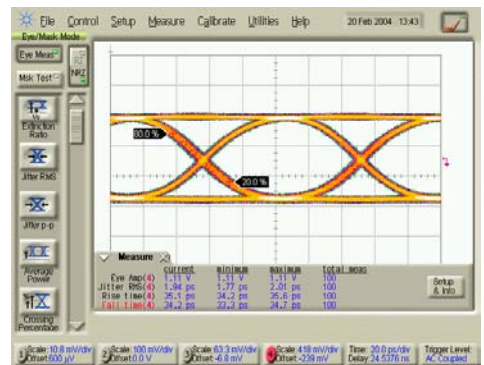 File Control Setup Measure Calibrate Utilities Help 20 Feb 2004 13:43
Eye/Mask Mode
Eye Meas
Msk Test
NRZ
Extinction
Ratio
Jitter RMS
Jitter p-p
Average
Power
Crossing
Percentage
80.0 %
20.0 %
Measure
current minimum maximum total meas
Eye Amp(4) 1.11 V 1.11 V 1.11 V 100
Jitter RMS(4) 1.94 ps 1.77 ps 2.01 ps 100
Rise time(4) 35.1 ps 34.2 ps 35.6 ps 100
Fall time(4) 34.2 ps 33.3 ps 34.7 ps 100
Setup
& Info
1 Scale: 10.8 mV/div
Offset: 600 µV
2 Scale: 100 mV/div
Offset: 0.0 V
3 Scale: 63.3 mV/div
Offset: -6.8 mV
4 Scale: 418 mV/div
Offset: -239 mV
Time: 20.0 ps/div
Delay: 24.5376 ns
Trigger Level:
AC Coupled